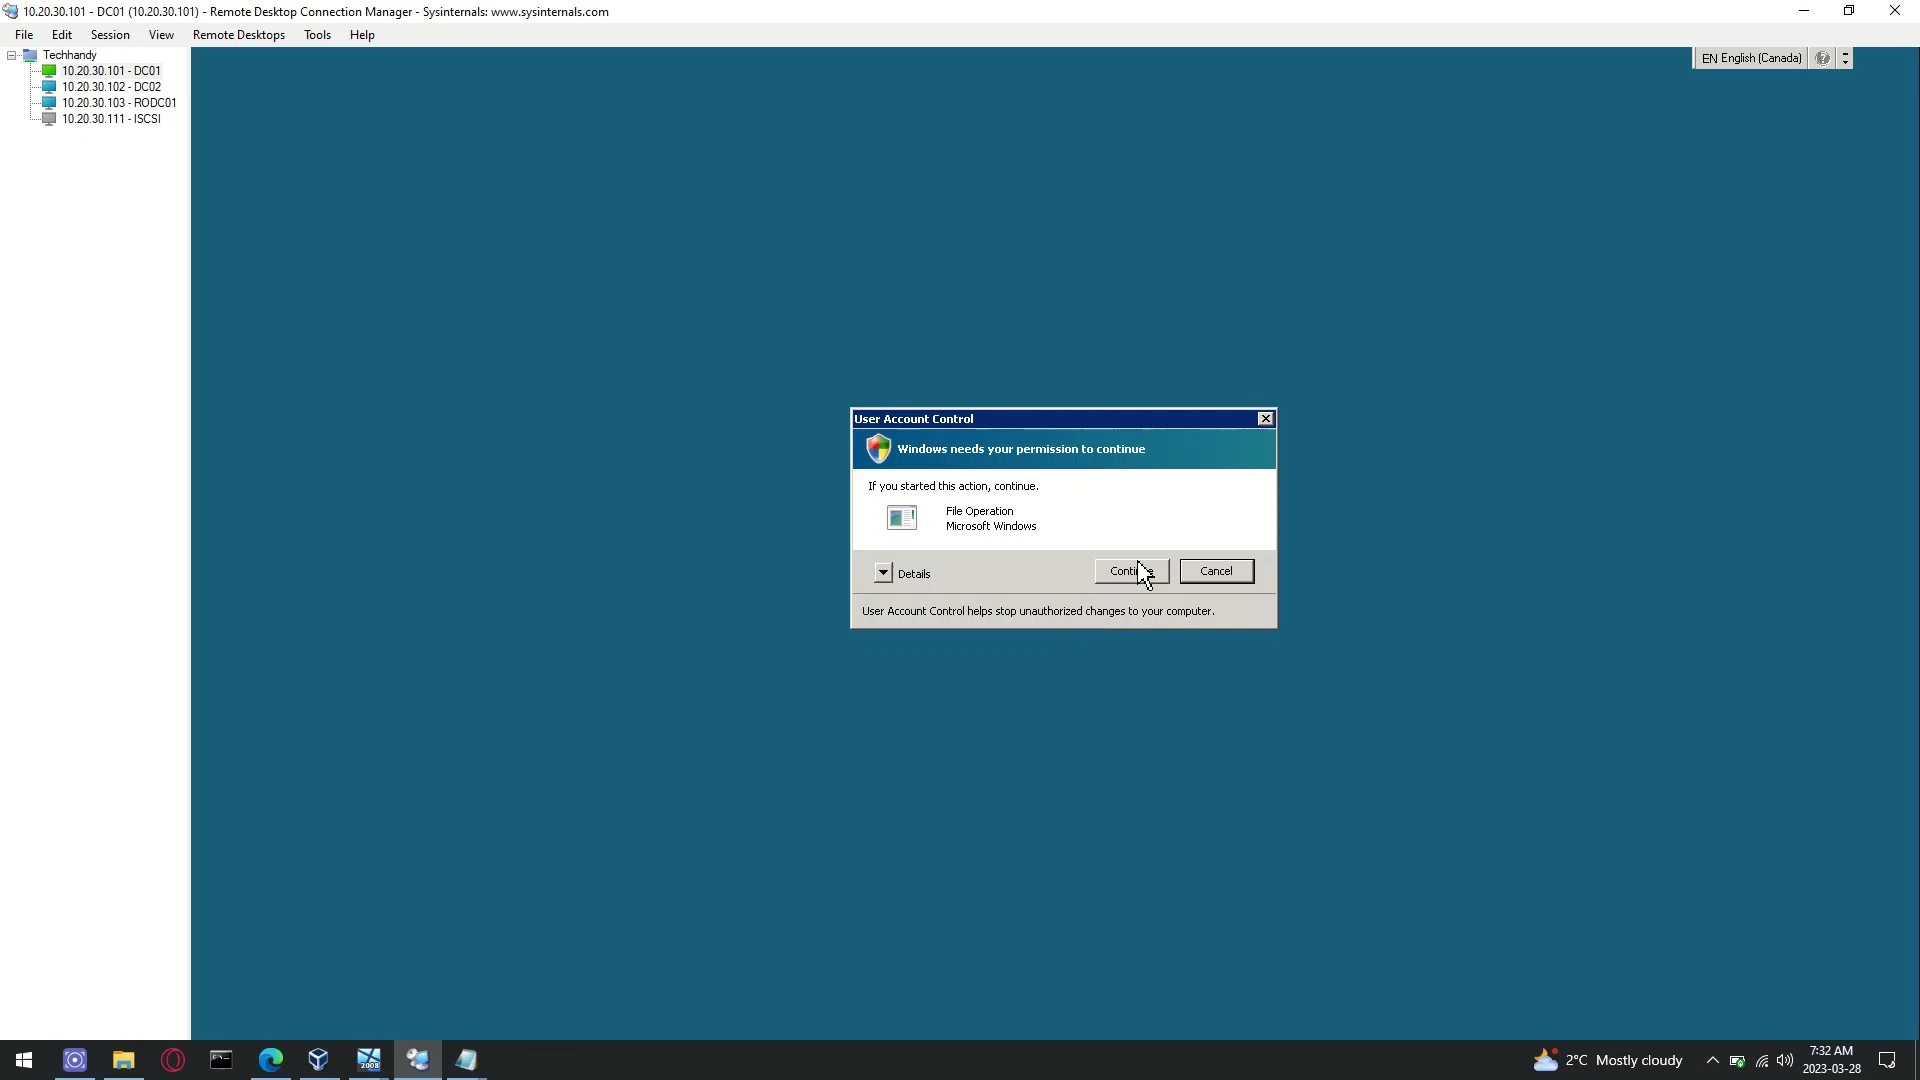 10.20.30.101 - DC01 (10.20.30.101) - Remote Desktop Connection Manager - Sysinternals: www.sysinternals.com
File Edit Session View Remote Desktops Tools Help
Techhandy
10.20.30.101 - DC01
10.20.30.102 - DC02
10.20.30.103 - RODC01
10.20.30.111 - ISCSI
EN English (Canada)
User Account Control
Windows needs your permission to continue
If you started this action, continue.
File Operation
Microsoft Windows
Details
Continue
Cancel
User Account Control helps stop unauthorized changes to your computer.
2008
2°C Mostly cloudy
7:32 AM
2023-03-28